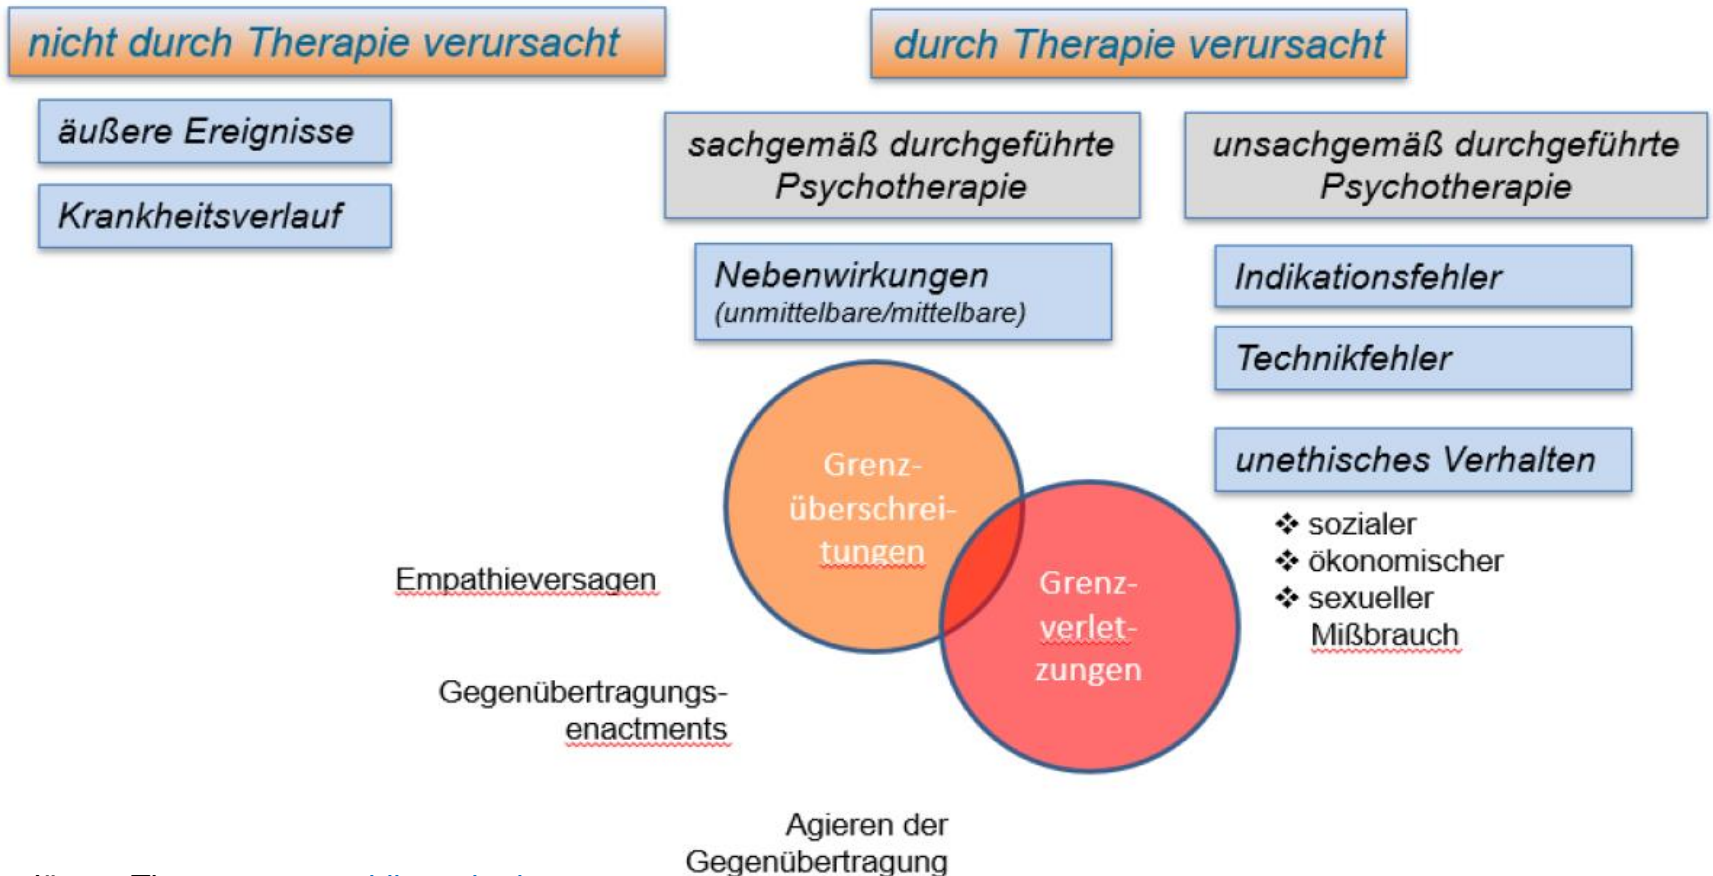 nicht durch Therapie verursacht
äußere Ereignisse
Krankheitsverlauf
durch Therapie verursacht
sachgemäß durchgeführte
Psychotherapie
Nebenwirkungen
(unmittelbare/mittelbare)
unsachgemäß durchgeführte
Psychotherapie
Indikationsfehler
Technikfehler
unethisches Verhalten
❖ sozialer
❖ ökonomischer
❖ sexueller
Mißbrauch
Grenz-
überschrei-
tungen
Grenz-
verlet-
zungen
Empathieversagen
Gegenübertragungs-
enactments
Agieren der
Gegenübertragung